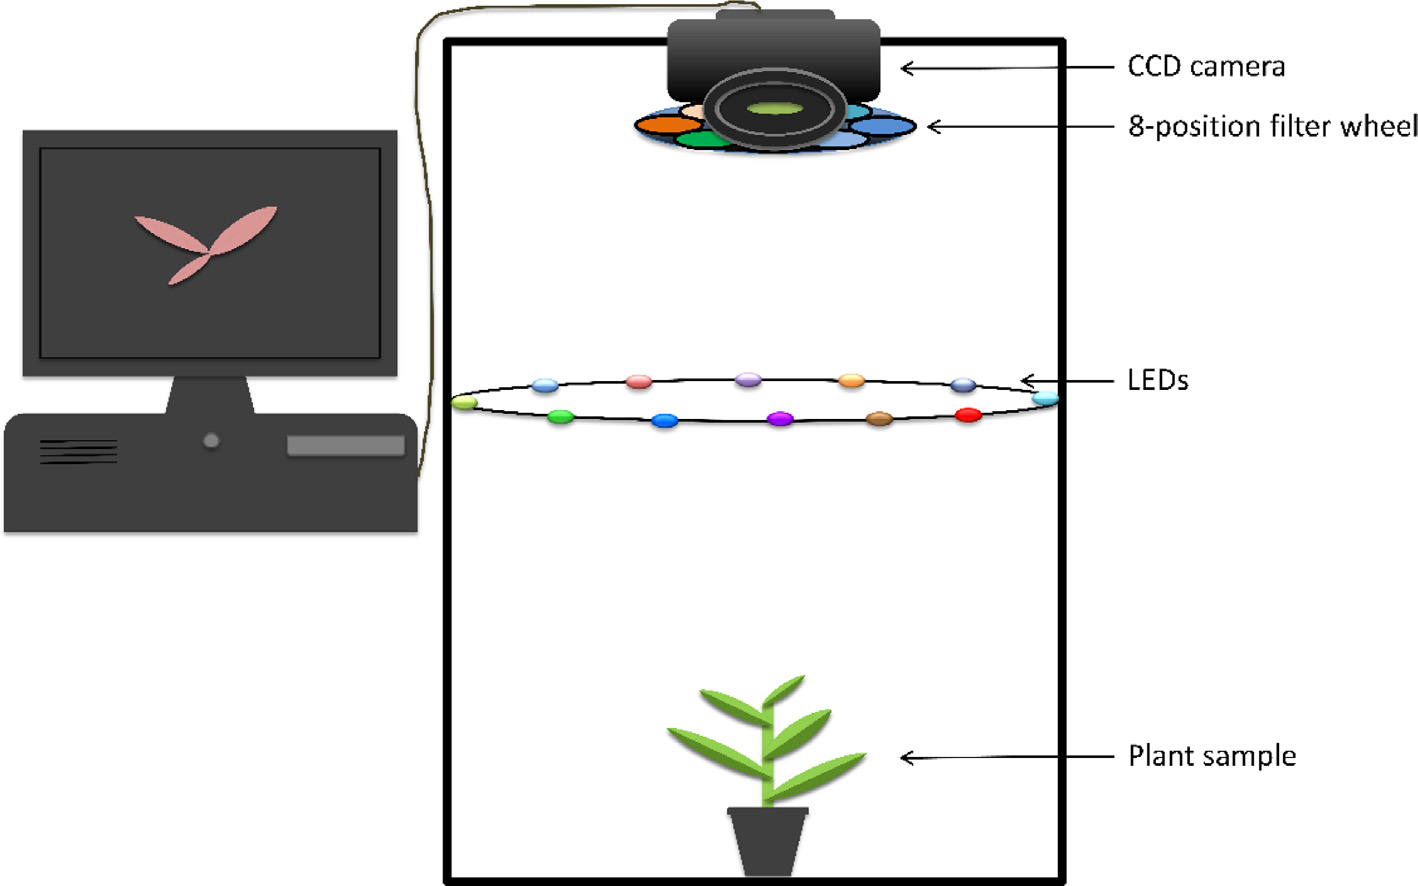 CCD camera
8-position filter wheel
LEDs
Plant sample